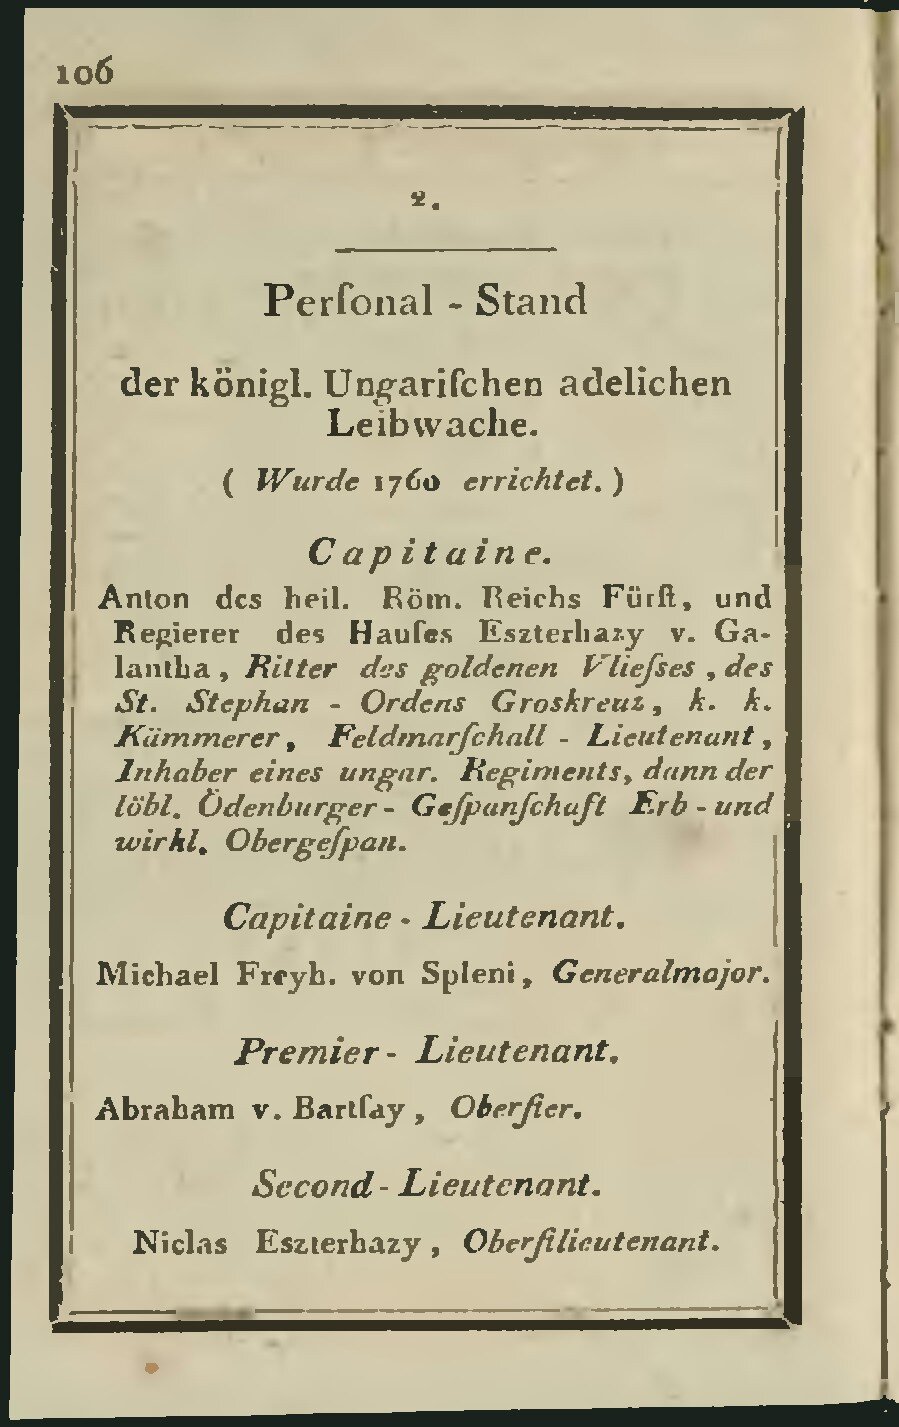 106
2.
Perſonal - Stand
der königl. Ungariſchen adelichen
Leibwache.
( Wurde 1760 errichtet. )
Capitaine.
Anton des heil. Röm. Reichs Fürſt, und
Regierer des Hauſes Eszterhazy v. Ga-
lantha, Ritter des goldenen Vlieſses, des
St. Stephan - Ordens Groskreuz, k. k.
Kämmerer, Feldmarſchall - Lieutenant,
Inhaber eines ungar. Regiments, dann der
löbl. Ödenburger - Geſpanſchaft Erb - und
wirkl. Obergeſpan.
Capitaine - Lieutenant.
Michael Freyh. von Spleni, Generalmajor.
Premier - Lieutenant.
Abraham v. Bartſay, Oberſter.
Second - Lieutenant.
Niclas Eszterhazy, Oberſtlieutenant.